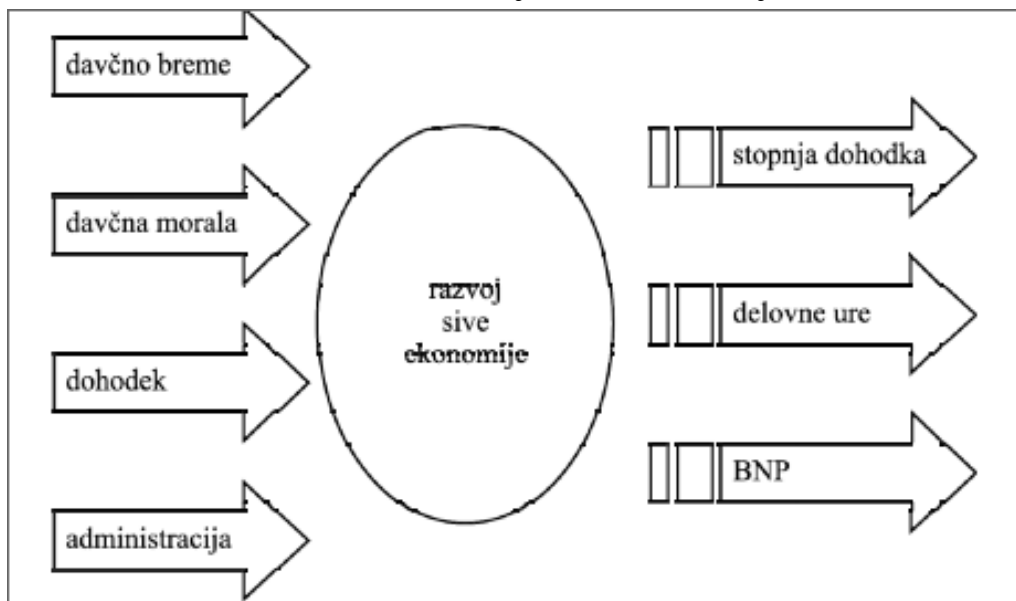 davčno breme
davčna morala
dohodek
administracija
razvoj
sive
ekonomije
stopnja dohodka
delovne ure
BNP